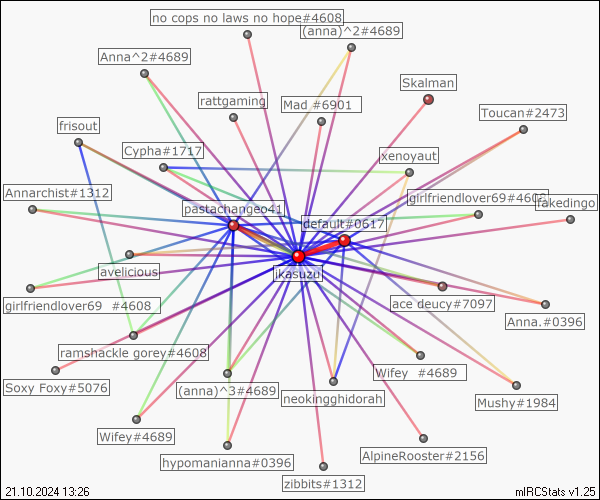 no cops no laws no hope#4608
(anna)^2#4689
Anna^2#4689
Skalman
rattgaming
Mad #6901
Toucan#2473
frisout
Cypha#1717
xenoyaut
Annarchist#1312
girlfriendlover69#4608
pastachangeo41
fakedingo
default#0617
avelicious
jkasuzu
girlfriendlover69 #4608
ace deucy#7097
Anna.#0396
ramshackle gorey#4608
Wifey #4689
Soxy Foxy#5076
(anna)^3#4689
neokingghidorah
Mushy#1984
Wifey#4689
AlpineRooster#2156
hypomanianna#0396
zibbits#1312
21.10.2024 13:26
mIRCStats v1.25